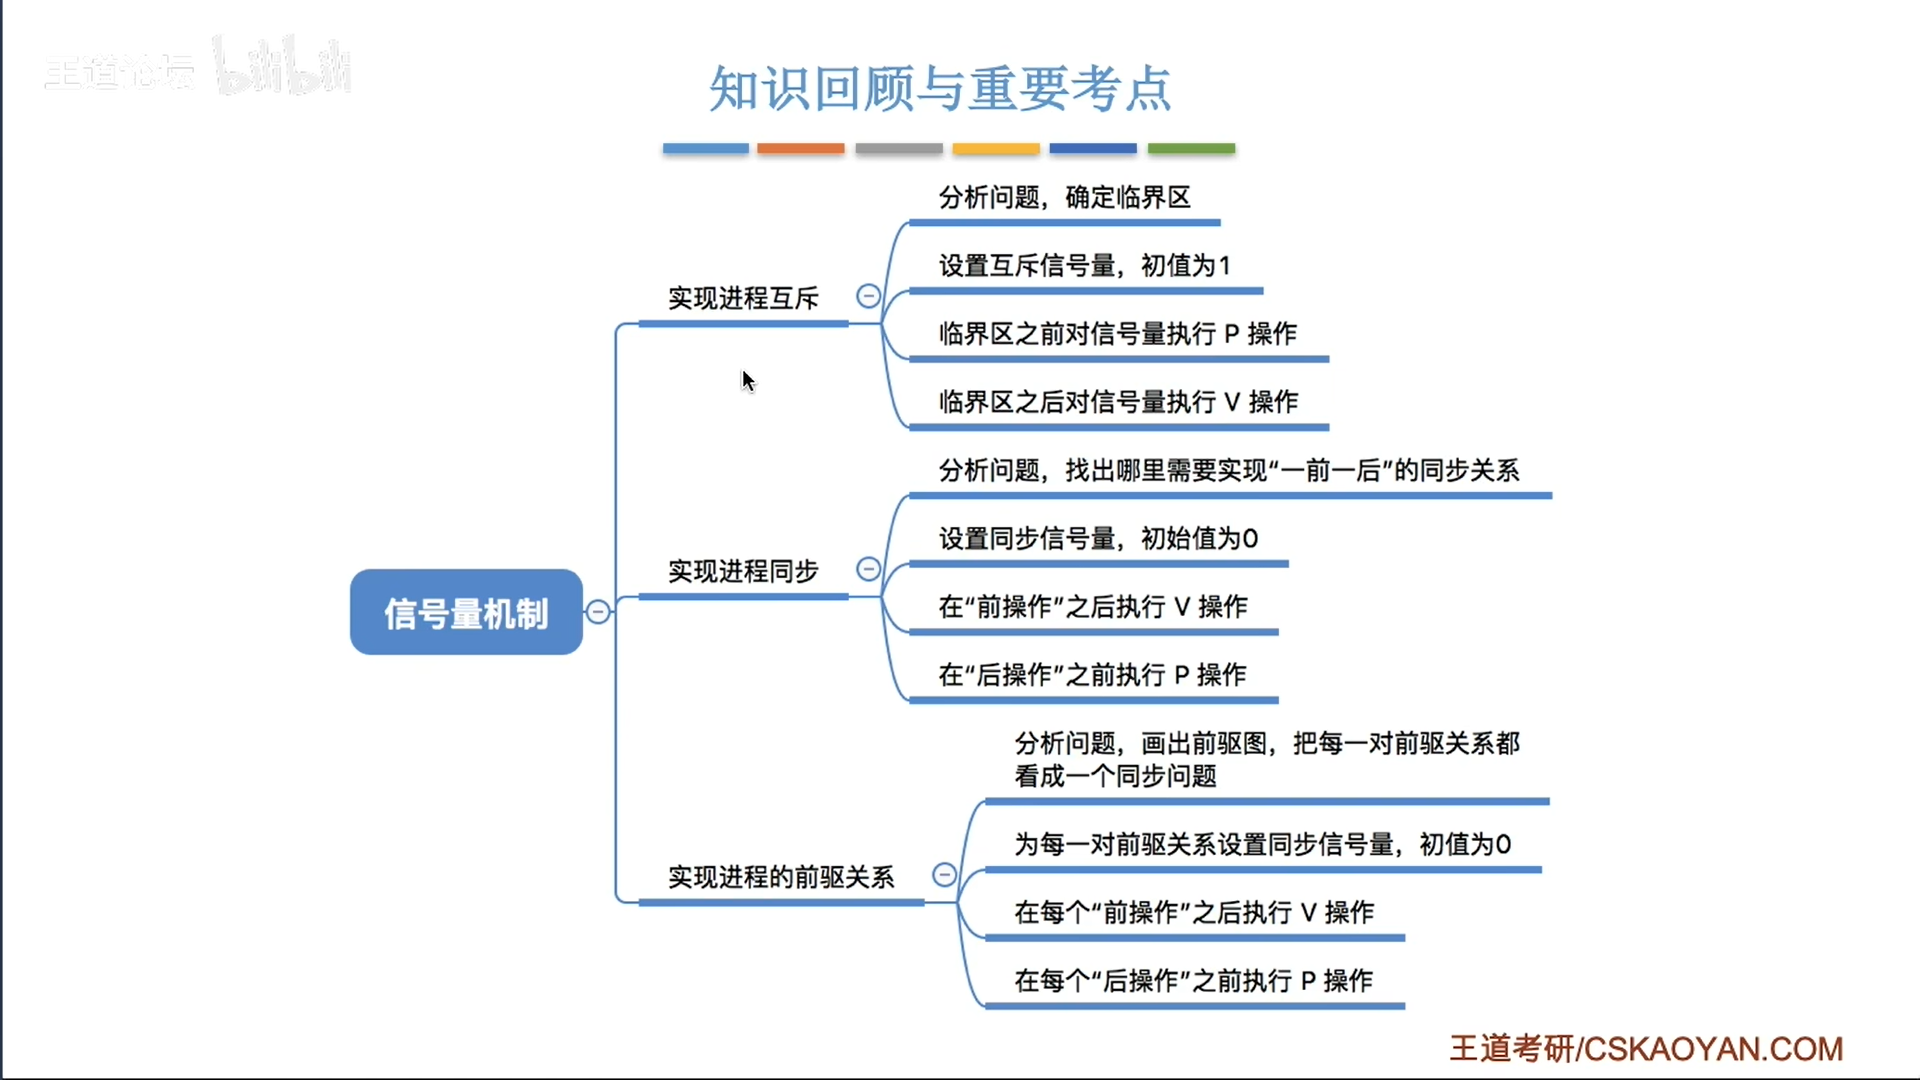 王道论坛 bilibili
知识回顾与重要考点
分析问题，确定临界区
设置互斥信号量，初值为1
实现进程互斥
临界区之前对信号量执行 P 操作
临界区之后对信号量执行 V 操作
分析问题，找出哪里需要实现“一前一后”的同步关系
设置同步信号量，初始值为0
实现进程同步
在“前操作”之后执行 V 操作
在“后操作”之前执行 P 操作
信号量机制
分析问题，画出前驱图，把每一对前驱关系都
看成一个同步问题
为每一对前驱关系设置同步信号量，初值为0
实现进程的前驱关系
在每个“前操作”之后执行 V 操作
在每个“后操作”之前执行 P 操作
王道考研/CSKAOYAN.COM